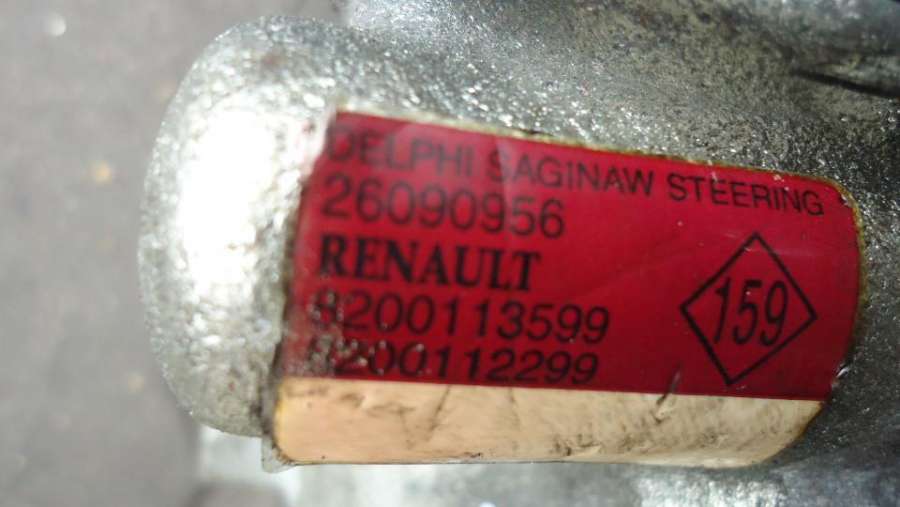 DELPHI SAGINAW STEERING
26090956
RENAULT
8200113599
8200112299
159